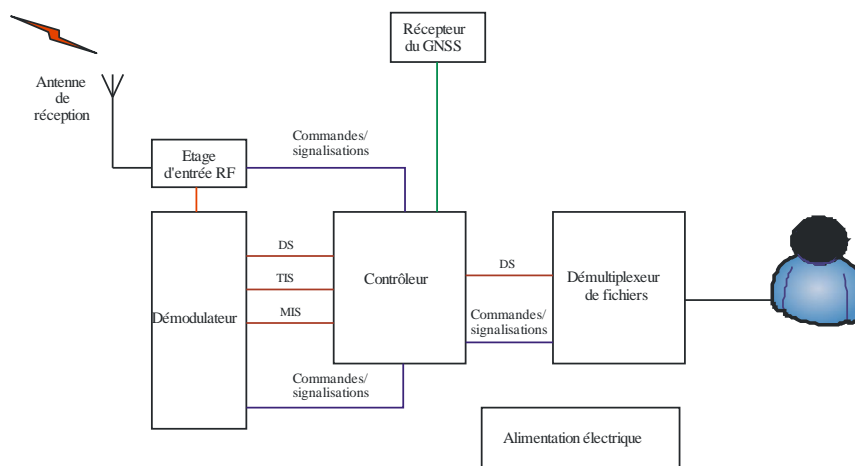 Récepteur
du GNSS
Antenne
de
réception
Commandes/
signalisations
Etage
d'entrée RF
DS
TIS
MIS
Démodulateur
Contrôleur
DS
Commandes/
signalisations
Démultiplexeur
de fichiers
Commandes/
signalisations
Alimentation électrique